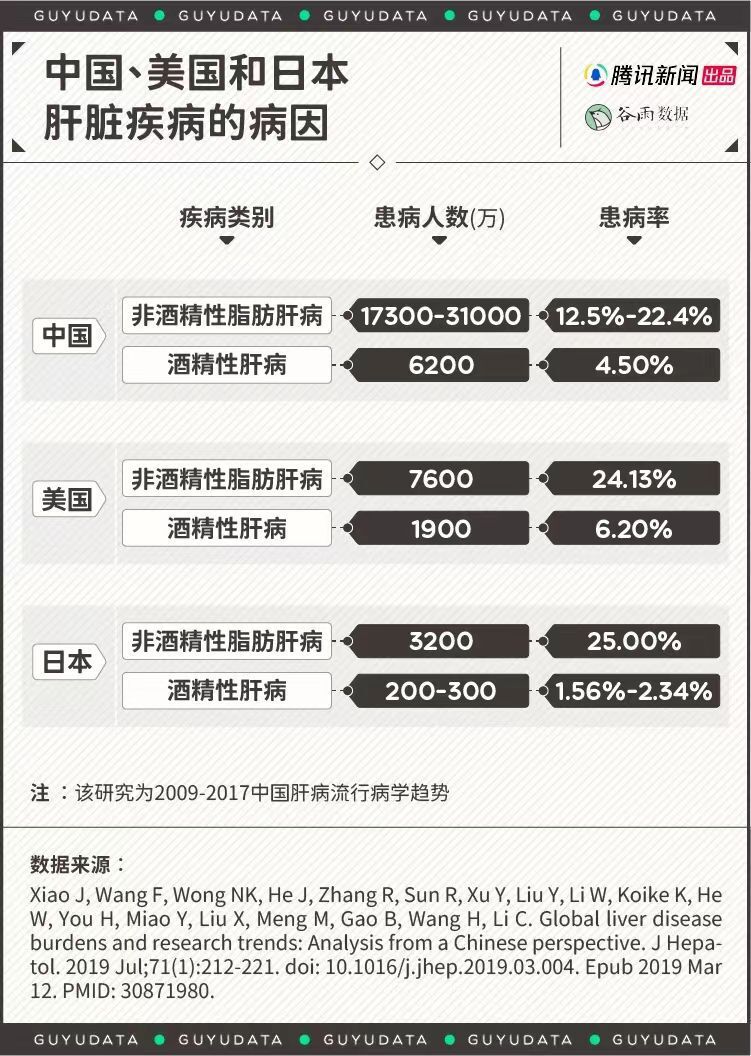 GUYUDATA ● GUYUDATA ● GUYUDATA ● GUYUDATA ● GUYUDATA
中国、美国和日本
肝脏疾病的病因
腾讯新闻 出品
谷雨数据
疾病类别 患病人数(万) 患病率
中国
非酒精性脂肪肝病 17300-31000 12.5%-22.4%
酒精性肝病 6200 4.50%
美国
非酒精性脂肪肝病 7600 24.13%
酒精性肝病 1900 6.20%
日本
非酒精性脂肪肝病 3200 25.00%
酒精性肝病 200-300 1.56%-2.34%
注：该研究为2009-2017中国肝病流行病学趋势
数据来源：
Xiao J, Wang F, Wong NK, He J, Zhang R, Sun R, Xu Y, Liu Y, Li W, Koike K, He
W, You H, Miao Y, Liu X, Meng M, Gao B, Wang H, Li C. Global liver disease
burdens and research trends: Analysis from a Chinese perspective. J Hepa-
tol. 2019 Jul;71(1):212-221. doi: 10.1016/j.jhep.2019.03.004. Epub 2019 Mar
12. PMID: 30871980.
GUYUDATA ● GUYUDATA ● GUYUDATA ● GUYUDATA ● GUYUDATA